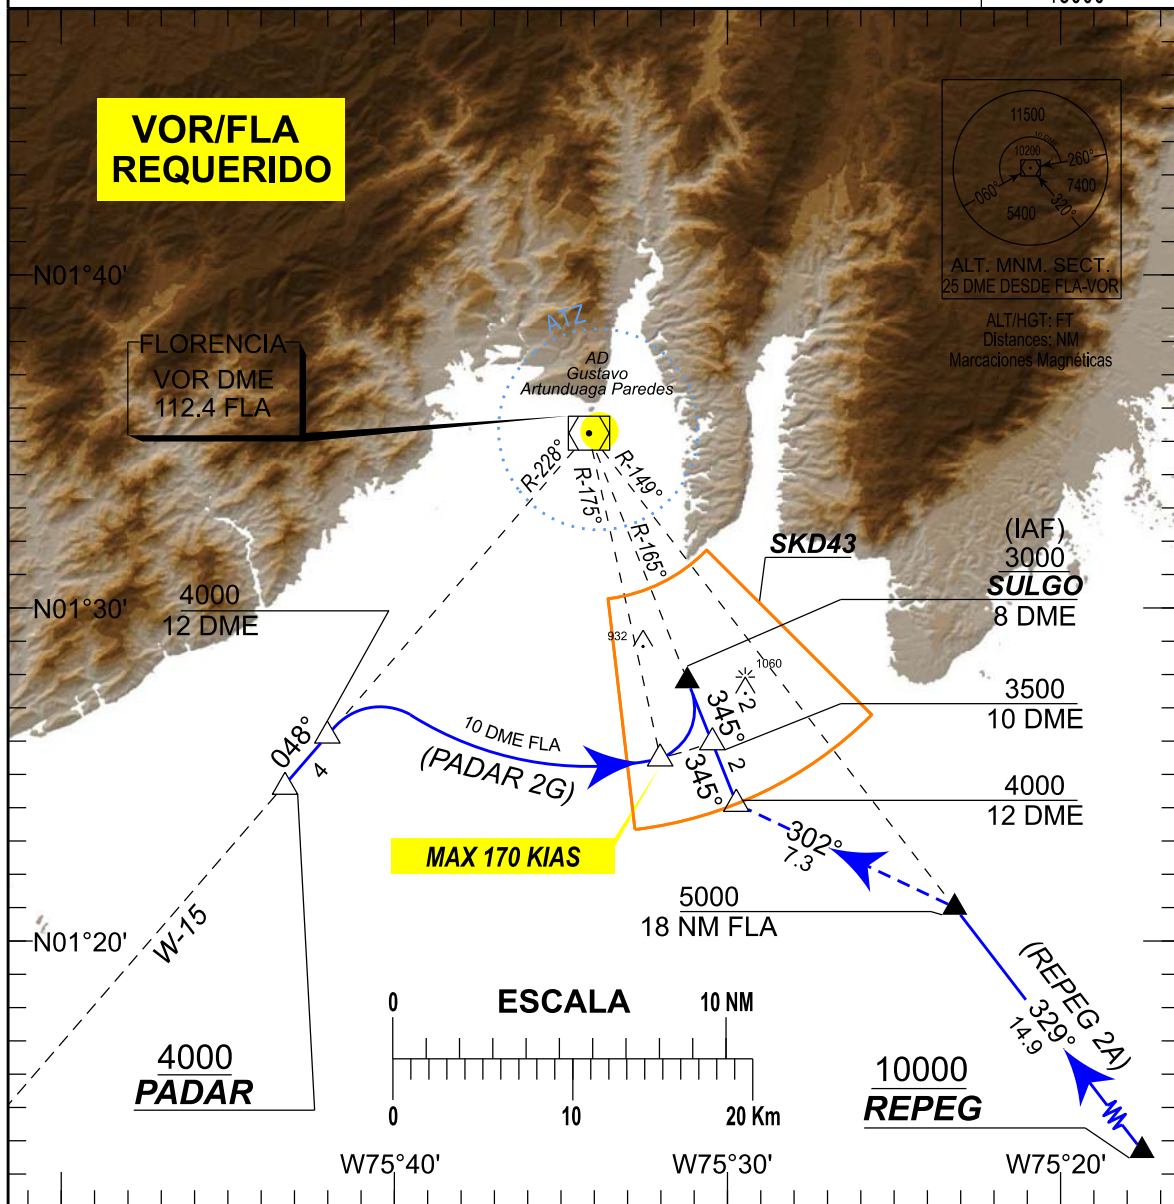 VOR/FLA
REQUERIDO
11500
10 DME
10200
260°
7400
060°
320°
5400
ALT. MNM. SECT.
25 DME DESDE FLA-VOR
ALT/HGT: FT
Distances: NM
Marcaciones Magnéticas
N01°40'
ATZ
FLORENCIA
VOR DME
112.4 FLA
AD
Gustavo
Artunduaga Paredes
R-228°
R-175°
R-165°
R-149°
SKD43
(IAF)
3000
SULGO
8 DME
N01°30'
4000
12 DME
932
1060
345°
2
3500
10 DME
048°
4
10 DME FLA
(PADAR 2G)
345°
2
4000
12 DME
MAX 170 KIAS
302°
7.3
5000
18 NM FLA
W-15
N01°20'
(REPEG 2A)
329°
14.9
0
ESCALA
10 NM
0
10
20 Km
4000
PADAR
10000
REPEG
W75°40'
W75°30'
W75°20'